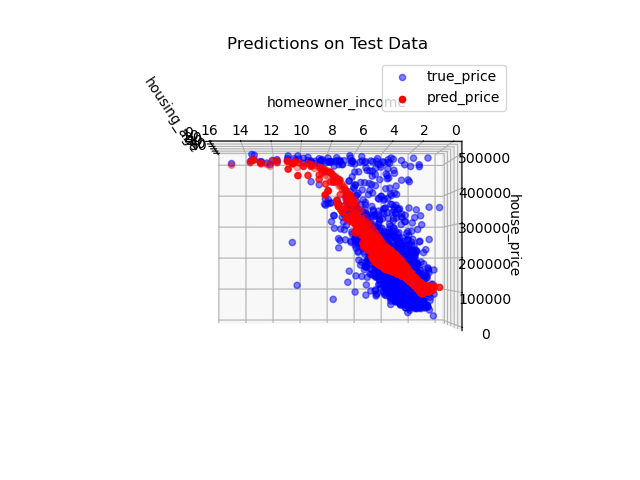 Predictions on Test Data
true_price
pred_price
homeowner_income
housing_age
16 14 12 10 8 6 4 2 0
500000
400000
300000
200000
100000
0
house_price